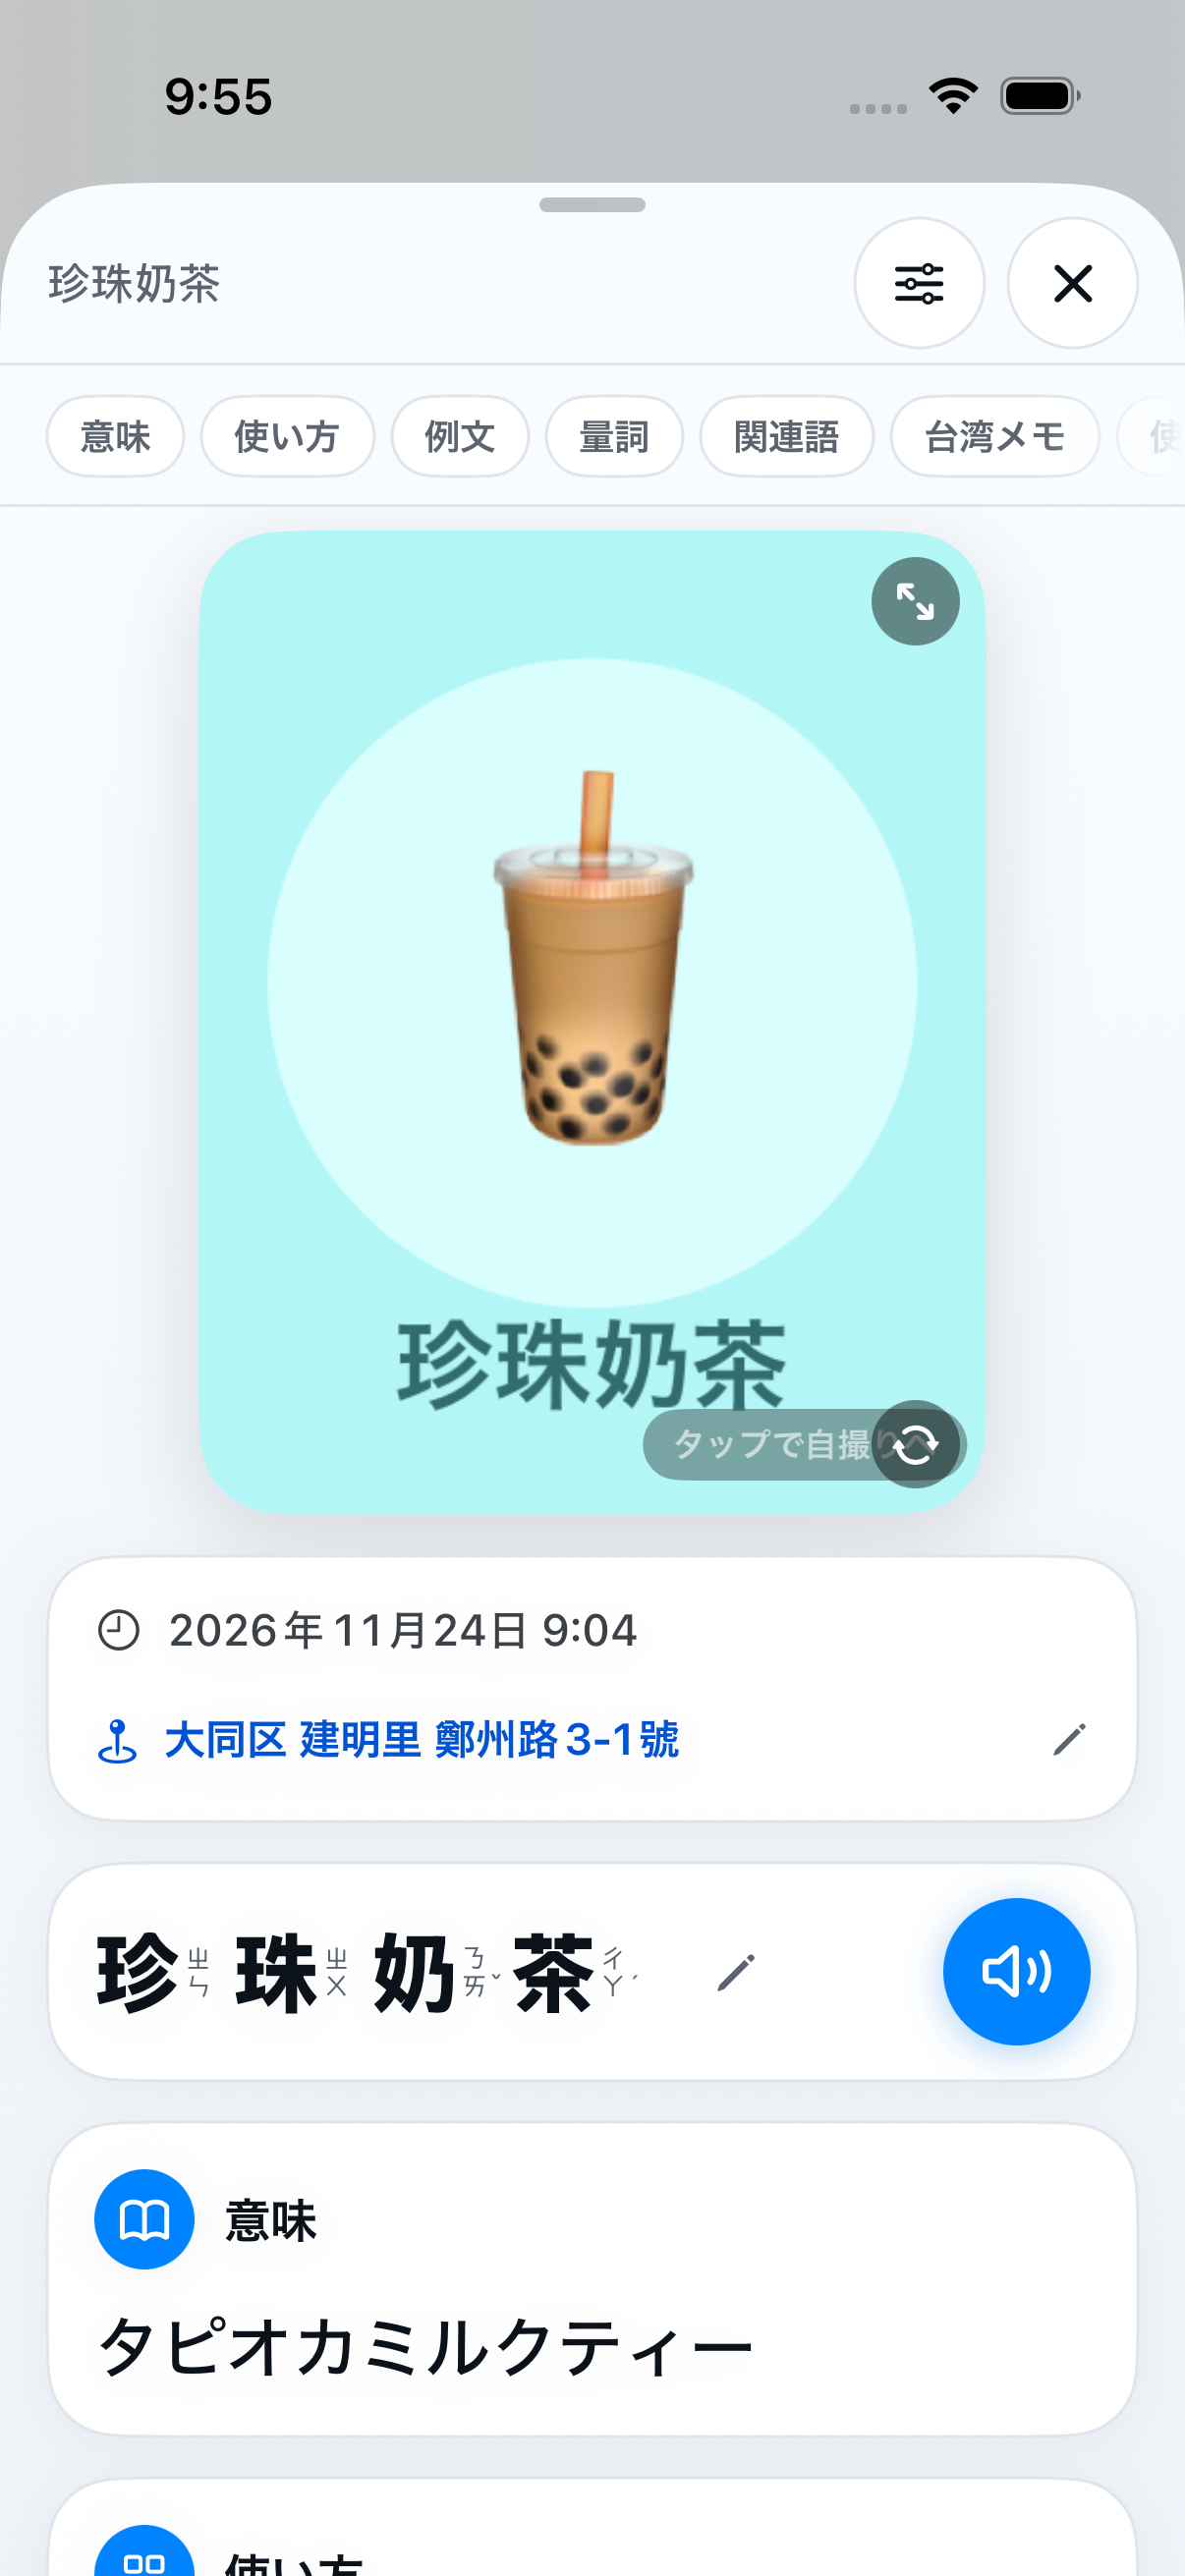 9:55
珍珠奶茶
意味 使い方 例文 量詞 関連語 台湾メモ
珍珠奶茶
タップで自撮り
2026年11月24日 9:04
大同区 建明里 鄭州路3-1號
珍ㄓㄣ 珠ㄓㄨ 奶ㄋㄞˇ 茶ㄔㄚˊ
意味
タピオカミルクティー
使い方